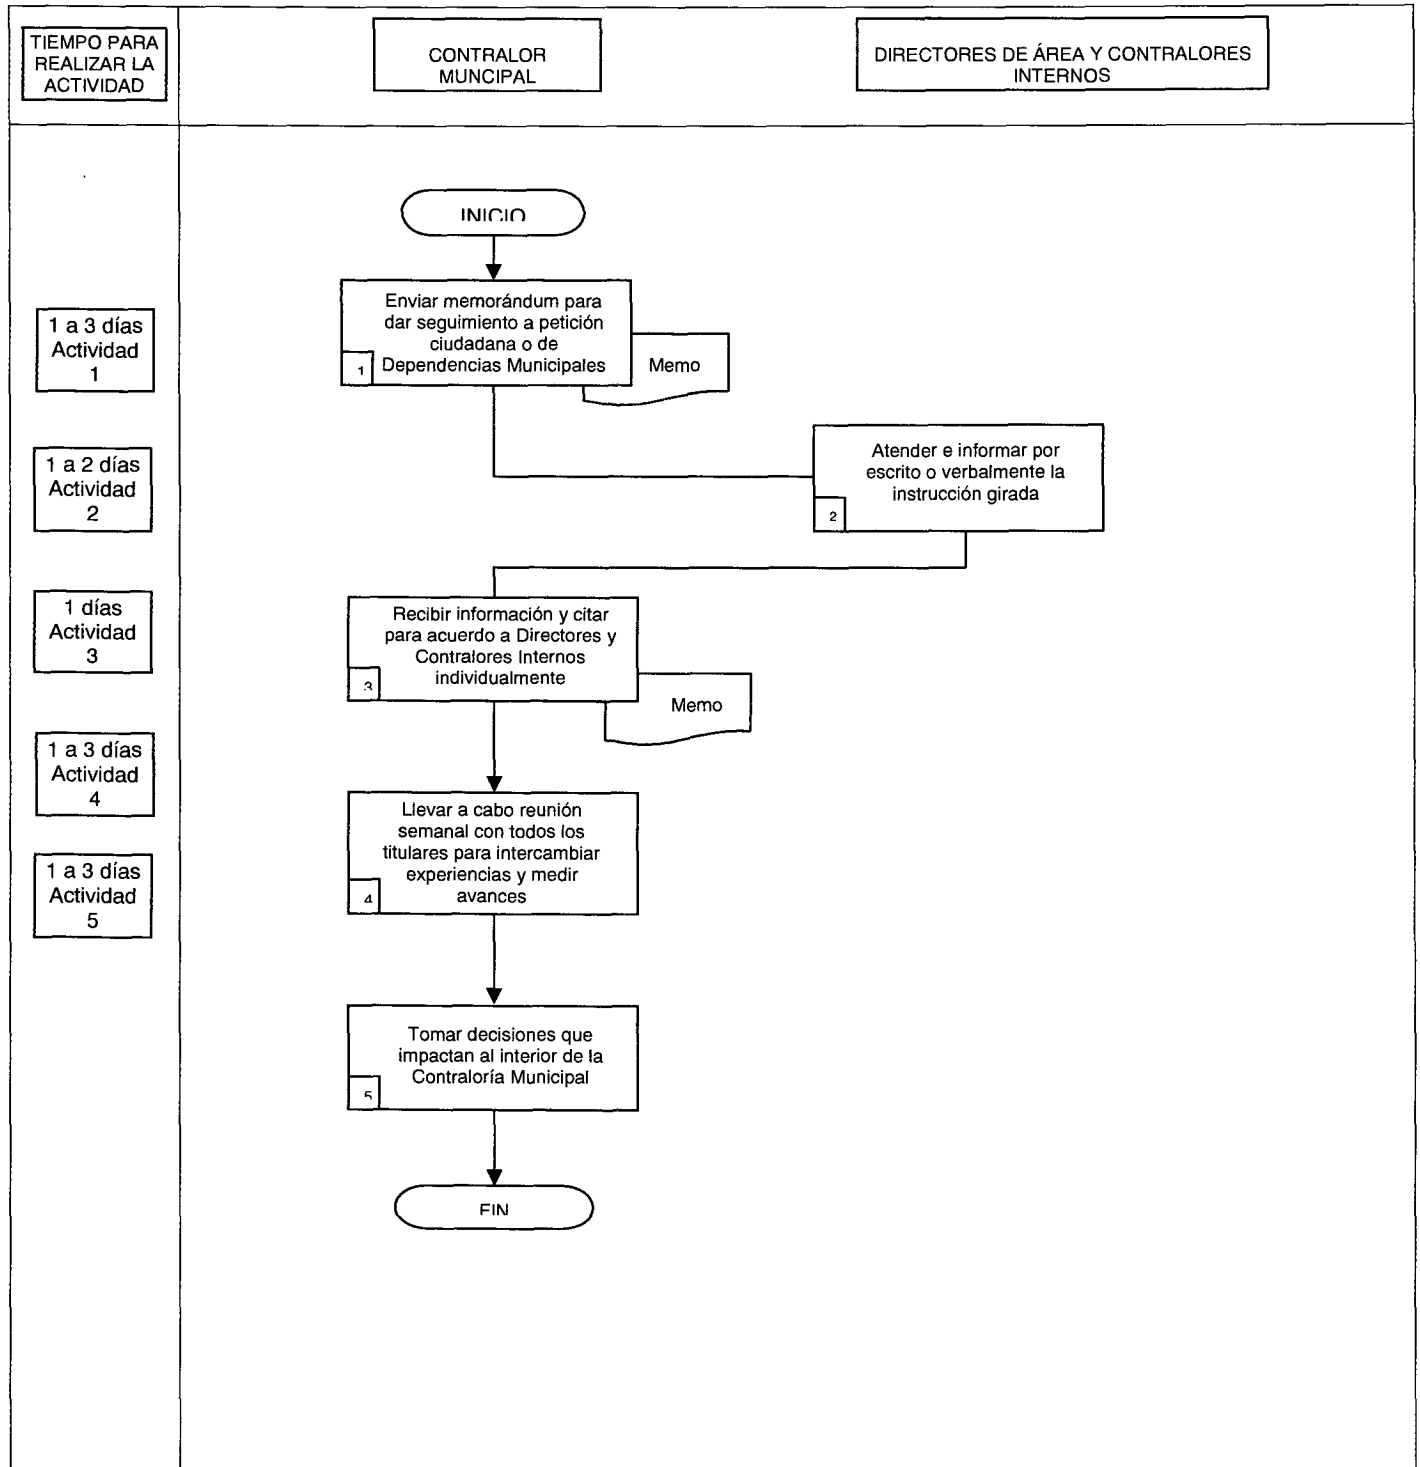 TIEMPO PARA
REALIZAR LA
ACTIVIDAD
CONTRALOR
MUNCIPAL
DIRECTORES DE ÁREA Y CONTRALORES
INTERNOS
INICIO
1 a 3 días
Actividad
1
Enviar memorándum para
dar seguimiento a petición
ciudadana o de
Dependencias Municipales
1
Memo
1 a 2 días
Actividad
2
Atender e informar por
escrito o verbalmente la
instrucción girada
2
1 días
Actividad
3
Recibir información y citar
para acuerdo a Directores y
Contralores Internos
individualmente
3
Memo
1 a 3 días
Actividad
4
Llevar a cabo reunión
semanal con todos los
titulares para intercambiar
experiencias y medir
avances
4
1 a 3 días
Actividad
5
Tomar decisiones que
impactan al interior de la
Contraloría Municipal
5
FIN